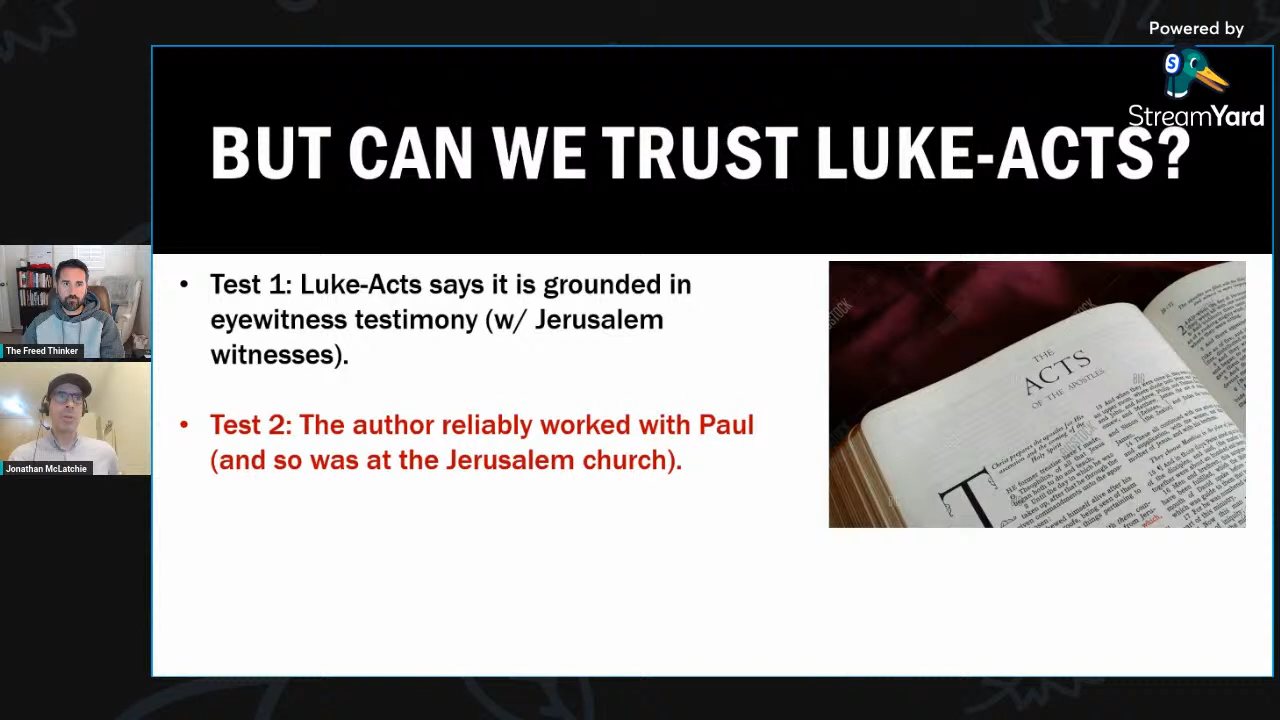 Powered by
StreamYard
BUT CAN WE TRUST LUKE-ACTS?
• Test 1: Luke-Acts says it is grounded in
eyewitness testimony (w/ Jerusalem
witnesses).
• Test 2: The author reliably worked with Paul
(and so was at the Jerusalem church).
THE
ACTS
OF THE APOSTLES
The Freed Thinker
Jonathan McLatchie